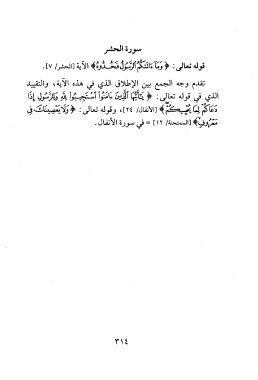 سورة الحشر
قوله تعالى: ﴿ وَمَآ ءَاتَىٰكُمُ ٱلرَّسُولُ فَخُذُوهُ ﴾ الآية [الحشر/ ٧].
تقدم وجه الجمع بين الإطلاق الذي في هذه الآية، والتقييد
الذي في قوله تعالى: ﴿ يَٰٓأَيُّهَا ٱلَّذِينَ ءَامَنُوا۟ ٱسْتَجِيبُوا۟ لِلَّهِ وَلِلرَّسُولِ إِذَا
دَعَاكُمْ لِمَا يُحْيِيكُمْ ﴾ [الأنفال/ ٢٤]، وقوله تعالى: ﴿ وَلَا يَعْصِينَكَ فِى
مَعْرُوفٍ ﴾ [الممتحنة/ ١٢] = في سورة الأنفال.
٣١٤